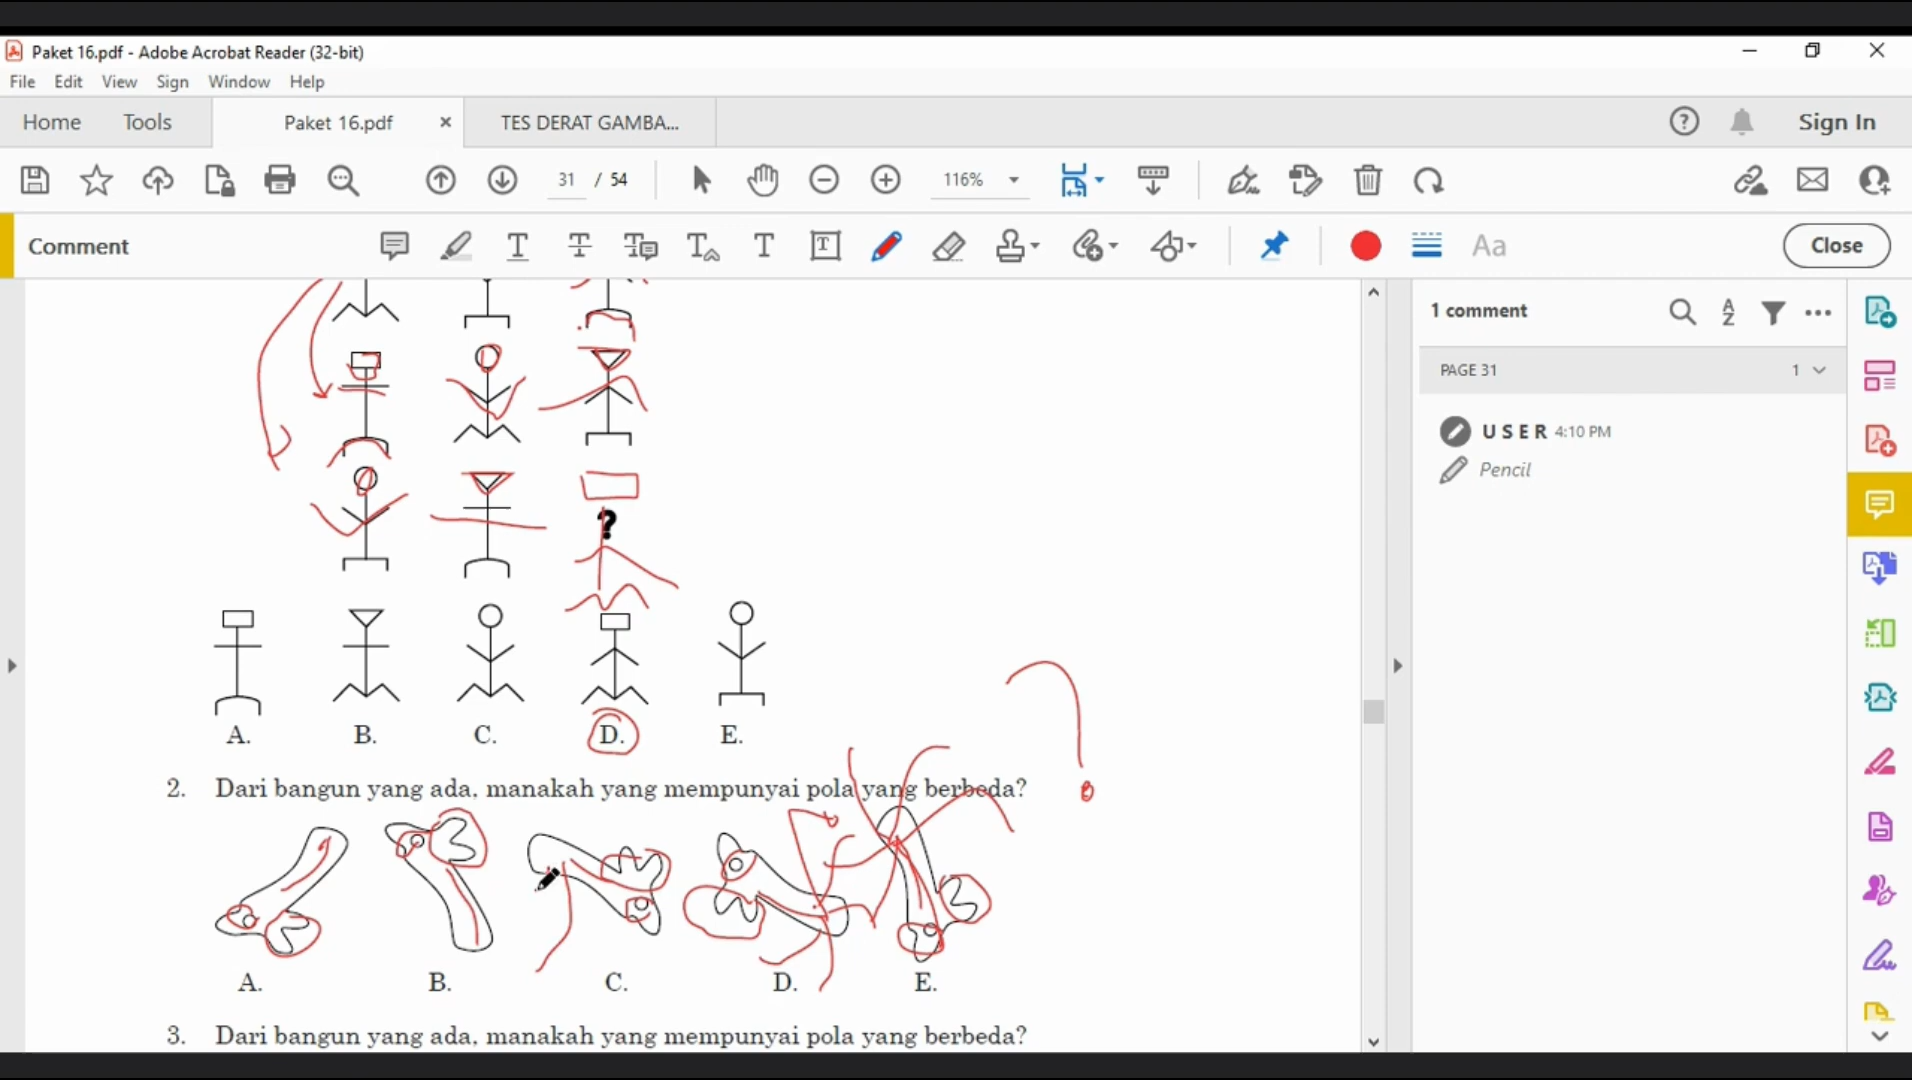 Paket 16.pdf - Adobe Acrobat Reader (32-bit)
File Edit View Sign Window Help
Home Tools Paket 16.pdf × TES DERAT GAMBA... Sign In
31 / 54 116%
Comment Aa Close
1 comment
PAGE 31 1
USER 4:10 PM
Pencil
?
A. B. C. D. E.
2. Dari bangun yang ada, manakah yang mempunyai pola yang berbeda?
A. B. C. D. E.
3. Dari bangun yang ada, manakah yang mempunyai pola yang berbeda?